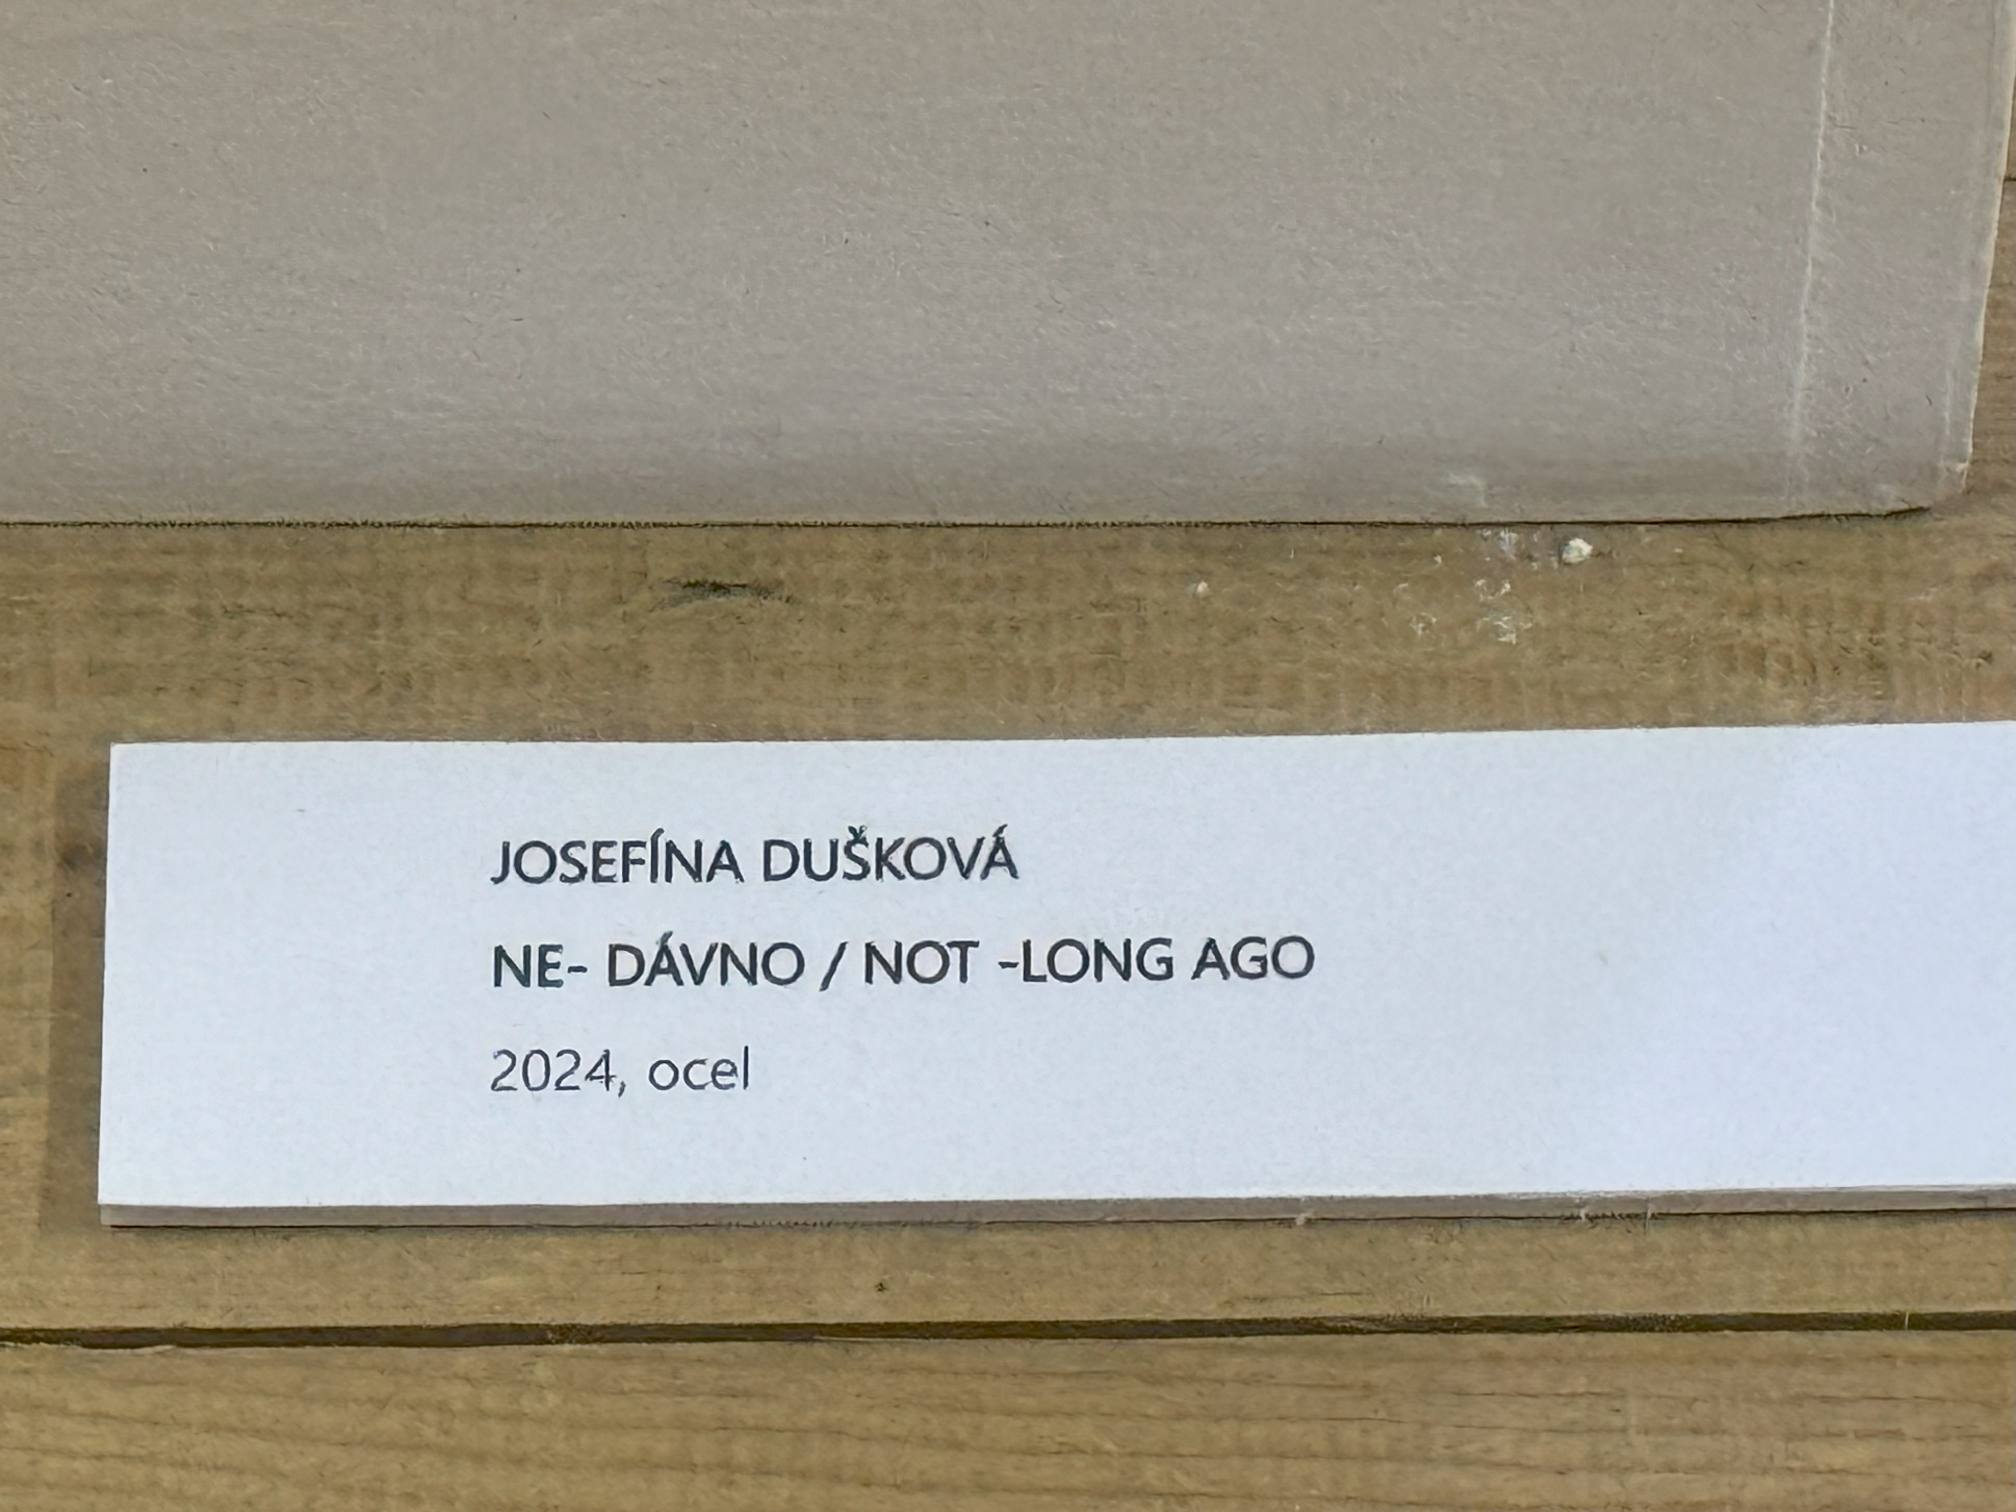 JOSEFÍNA DUŠKOVÁ
NE- DÁVNO / NOT -LONG AGO
2024, ocel